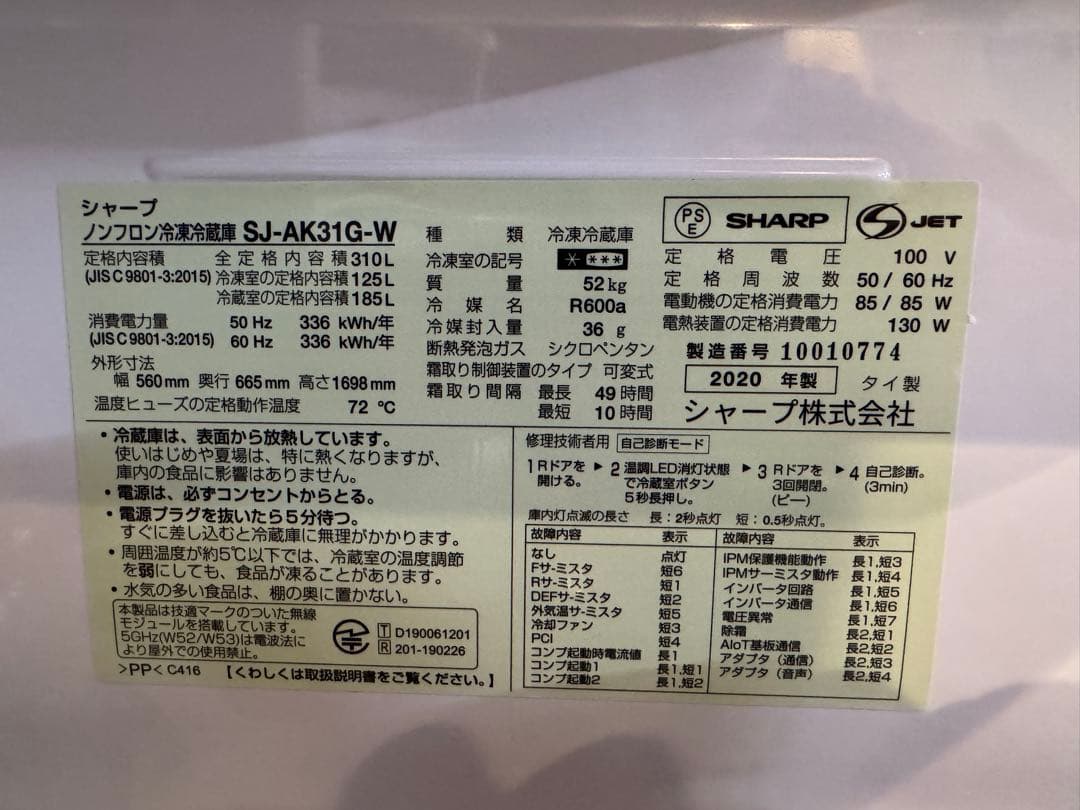 シャープ
ノンフロン冷凍冷蔵庫 SJ-AK31G-W
定格内容積 全定格内容積 310L
(JIS C 9801-3:2015) 冷凍室の定格内容積 125L
冷蔵室の定格内容積 185L
消費電力量 50 Hz 336 kWh/年
(JIS C 9801-3:2015) 60 Hz 336 kWh/年
外形寸法
幅 560mm 奥行 665mm 高さ1698mm
温度ヒューズの定格動作温度 72 ℃
種類 冷凍冷蔵庫
冷凍室の記号 * ***
質量 52kg
冷媒名 R600a
冷媒封入量 36 g
断熱発泡ガス シクロペンタン
霜取り制御装置のタイプ 可変式
霜取り間隔 最長 49時間
最短 10時間
PSE SHARP JET
定格電圧 100 V
定格周波数 50 / 60 Hz
電動機の定格消費電力 85 / 85 W
電熱装置の定格消費電力 130 W
製造番号 10010774
2020 年製 タイ製
シャープ株式会社
・冷蔵庫は、表面から放熱しています。
使いはじめや夏場は、特に熱くなりますが、
庫内の食品に影響はありません。
・電源は、必ずコンセントからとる。
・電源プラグを抜いたら5分待つ。
すぐに差し込むと冷蔵庫に無理がかかります。
・周囲温度が約5℃以下では、冷蔵室の温度調節
を弱にしても、食品が凍ることがあります。
・水気の多い食品は、棚の奥に置かない。
本製品は技適マークのついた無線
モジュールを搭載しています。
5GHz(W52/W53)は電波法に
より屋外での使用禁止。
T D190061201
R 201-190226
>PP< C416 【くわしくは取扱説明書をご覧ください。】
修理技術者用 自己診断モード
1 Rドアを開ける。 ▶ 2 温調LED消灯状態で冷蔵室ボタン5秒長押し。 ▶ 3 Rドアを3回開閉。(ピー) ▶ 4 自己診断。(3min)
庫内灯点滅の長さ 長：2秒点灯 短：0.5秒点灯。
故障内容 表示
なし 点灯
Fサーミスタ 短6
Rサーミスタ 短1
DEFサーミスタ 短2
外気温サーミスタ 短5
冷却ファン 短3
PCI 短4
コンプ起動時電流値 長1
コンプ起動1 長1,短1
コンプ起動2 長1,短2
故障内容 表示
IPM保護機能動作 長1,短3
IPMサーミスタ動作 長1,短4
インバータ回路 長1,短5
インバータ通信 長1,短6
電圧異常 長1,短7
除霜 長2,短1
AIoT基板通信 長2,短2
アダプタ（通信） 長2,短3
アダプタ（音声） 長2,短4